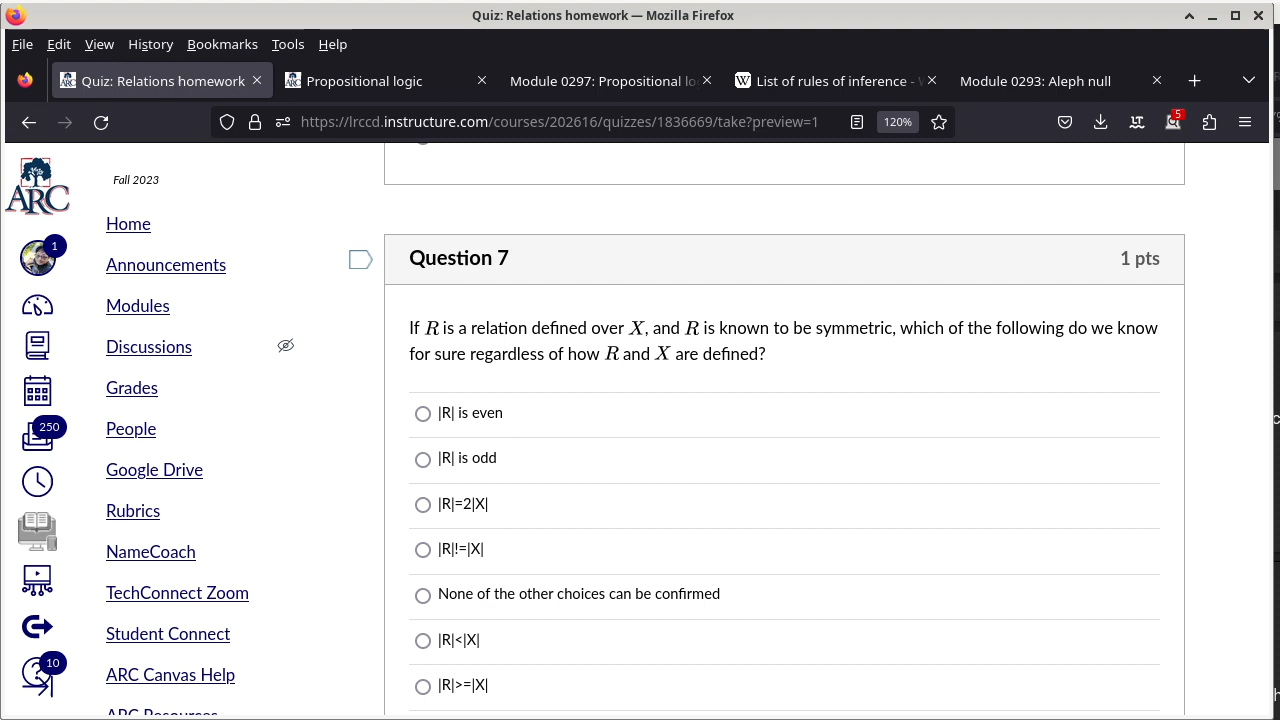 Quiz: Relations homework — Mozilla Firefox
File Edit View History Bookmarks Tools Help
Quiz: Relations homework Propositional logic Module 0297: Propositional lo List of rules of inference - Module 0293: Aleph null
https://lrccd.instructure.com/courses/202616/quizzes/1836669/take?preview=1 120% 5
ARC
Fall 2023
Home
1
Announcements
Modules
Discussions
Grades
250
People
Google Drive
Rubrics
NameCoach
TechConnect Zoom
Student Connect
10
ARC Canvas Help
ARC Resources
Question 7 1 pts
If R is a relation defined over X, and R is known to be symmetric, which of the following do we know
for sure regardless of how R and X are defined?
|R| is even
|R| is odd
|R|=2|X|
|R|!=|X|
None of the other choices can be confirmed
|R|<|X|
|R|>=|X|